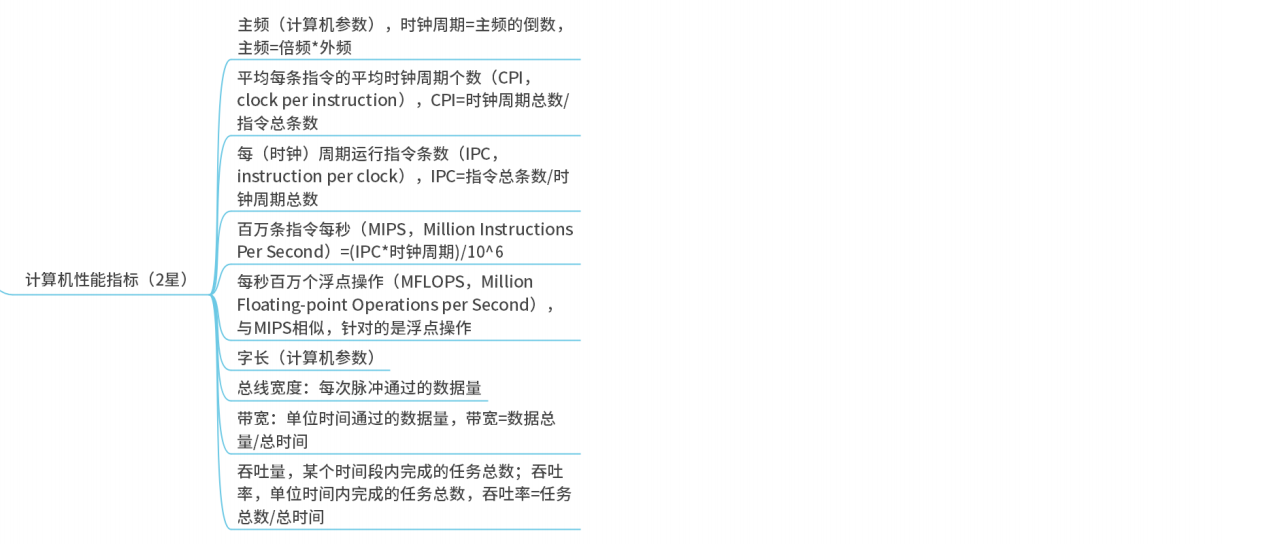 计算机性能指标（2星）
主频（计算机参数），时钟周期=主频的倒数，
主频=倍频*外频
平均每条指令的平均时钟周期个数（CPI，
clock per instruction），CPI=时钟周期总数/
指令总条数
每（时钟）周期运行指令条数（IPC，
instruction per clock），IPC=指令总条数/时
钟周期总数
百万条指令每秒（MIPS，Million Instructions
Per Second）=(IPC*时钟周期)/10^6
每秒百万个浮点操作（MFLOPS，Million
Floating-point Operations per Second），
与MIPS相似，针对的是浮点操作
字长（计算机参数）
总线宽度：每次脉冲通过的数据量
带宽：单位时间通过的数据量，带宽=数据总
量/总时间
吞吐量，某个时间段内完成的任务总数；吞吐
率，单位时间内完成的任务总数，吞吐率=任务
总数/总时间